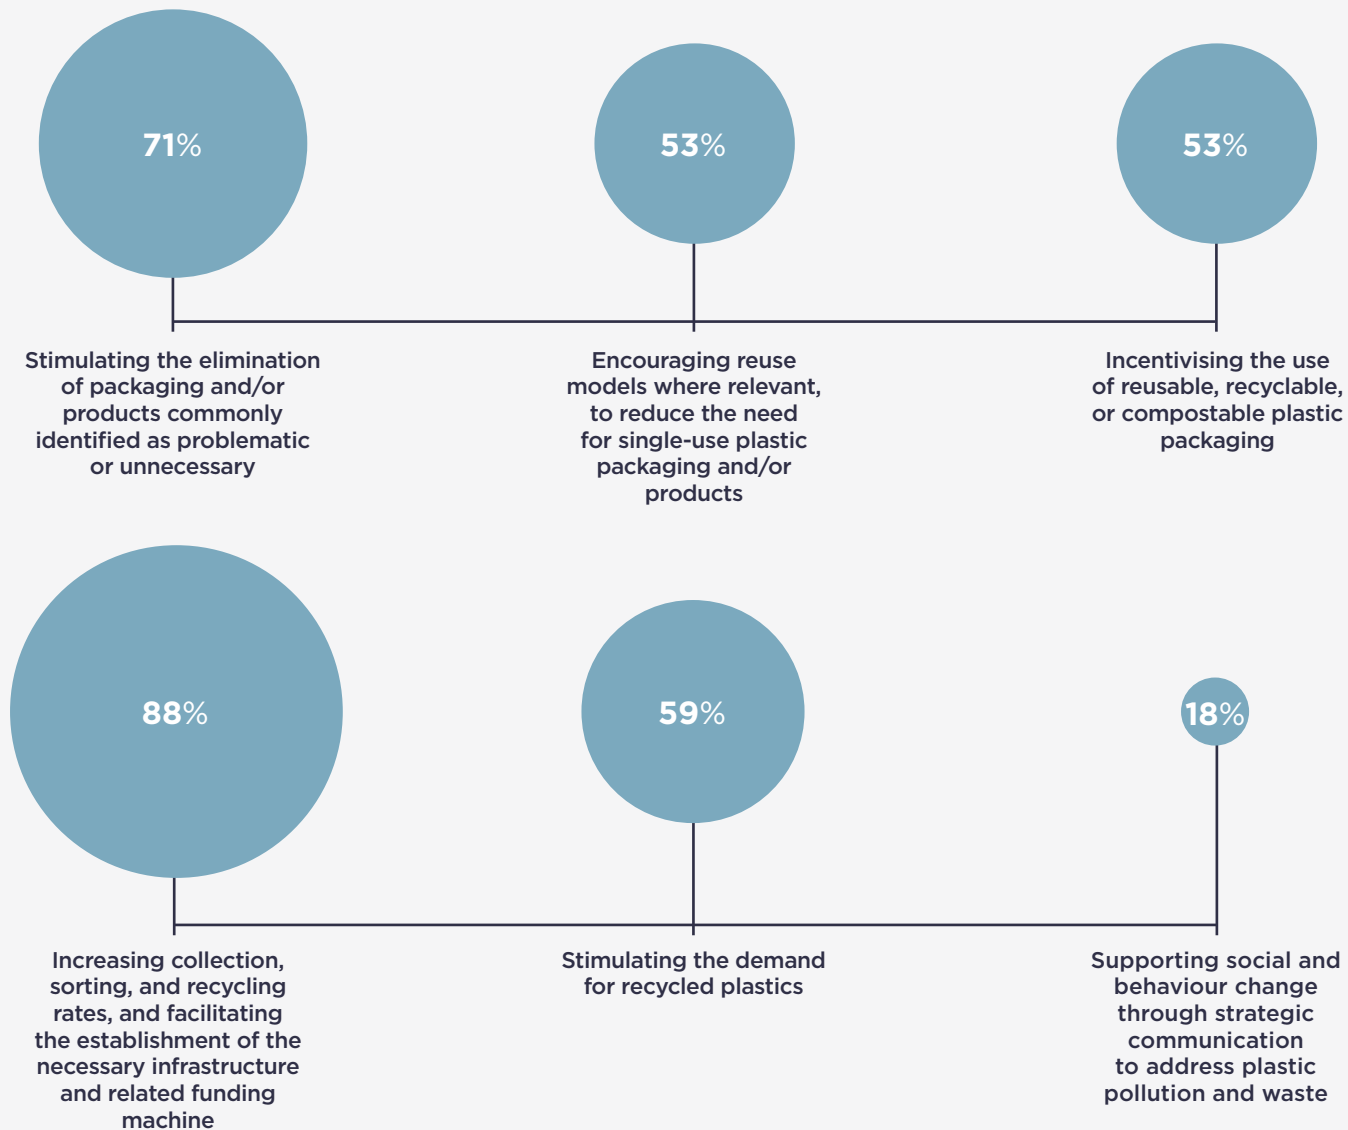 71%
53%
53%
Stimulating the elimination
of packaging and/or
products commonly
identified as problematic
or unnecessary
Encouraging reuse
models where relevant,
to reduce the need
for single-use plastic
packaging and/or
products
Incentivising the use
of reusable, recyclable,
or compostable plastic
packaging
88%
59%
18%
Increasing collection,
sorting, and recycling
rates, and facilitating
the establishment of the
necessary infrastructure
and related funding
machine
Stimulating the demand
for recycled plastics
Supporting social and
behaviour change
through strategic
communication
to address plastic
pollution and waste